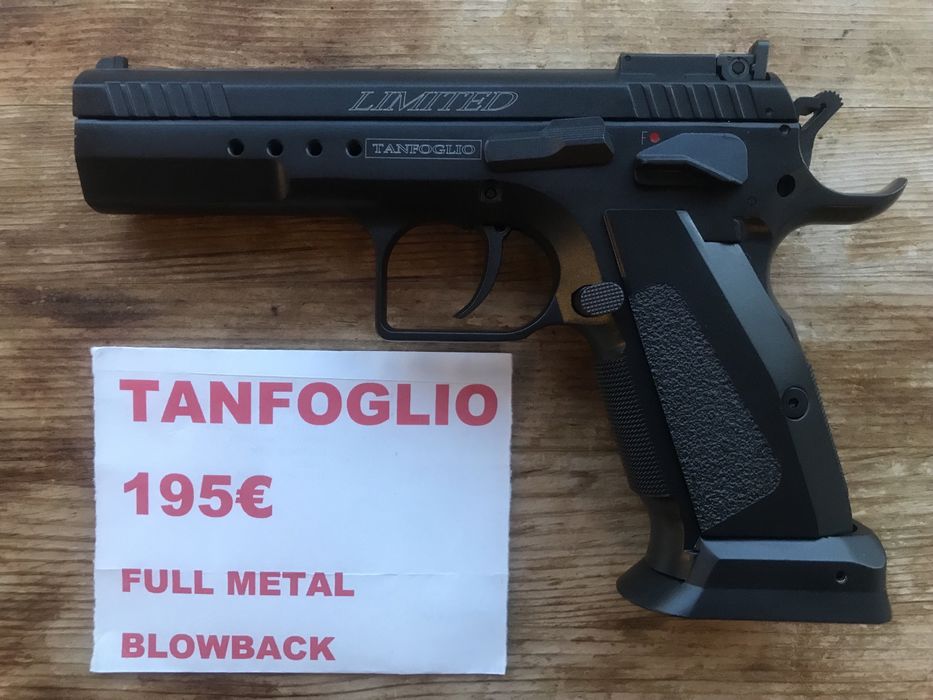 LIMITED
TANFOGLIO
F
TANFOGLIO
195€
FULL METAL
BLOWBACK